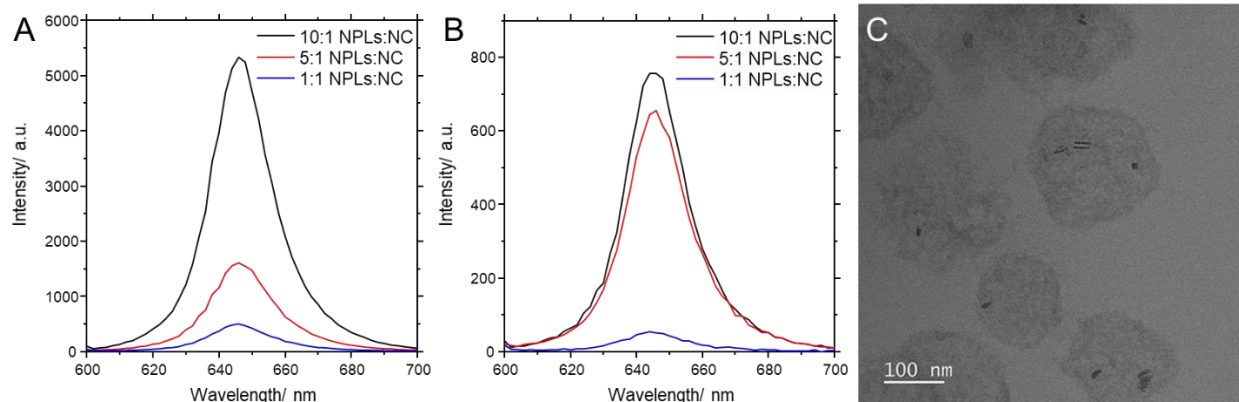 A
10:1 NPLs:NC
5:1 NPLs:NC
1:1 NPLs:NC
Intensity/ a.u.
6000
5000
4000
3000
2000
1000
0
600 620 640 660 680 700
Wavelength/ nm
B
10:1 NPLs:NC
5:1 NPLs:NC
1:1 NPLs:NC
Intensity/ a.u.
800
600
400
200
0
600 620 640 660 680 700
Wavelength/ nm
C
100 nm